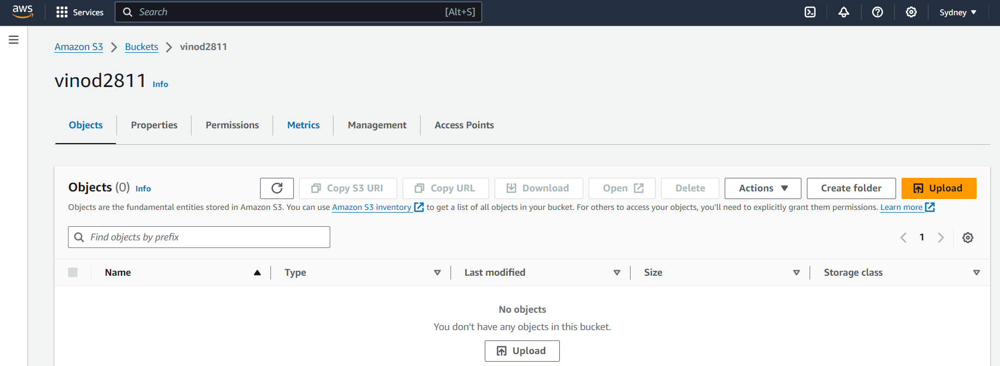 aws Services Search [Alt+S] Sydney
Amazon S3 Buckets vinod2811
vinod2811 Info
Objects Properties Permissions Metrics Management Access Points
Objects (0) Info Copy S3 URI Copy URL Download Open Delete Actions Create folder Upload
Objects are the fundamental entities stored in Amazon S3. You can use Amazon S3 inventory to get a list of all objects in your bucket. For others to access your objects, you'll need to explicitly grant them permissions. Learn more
Find objects by prefix 1
Name Type Last modified Size Storage class
No objects
You don't have any objects in this bucket.
Upload